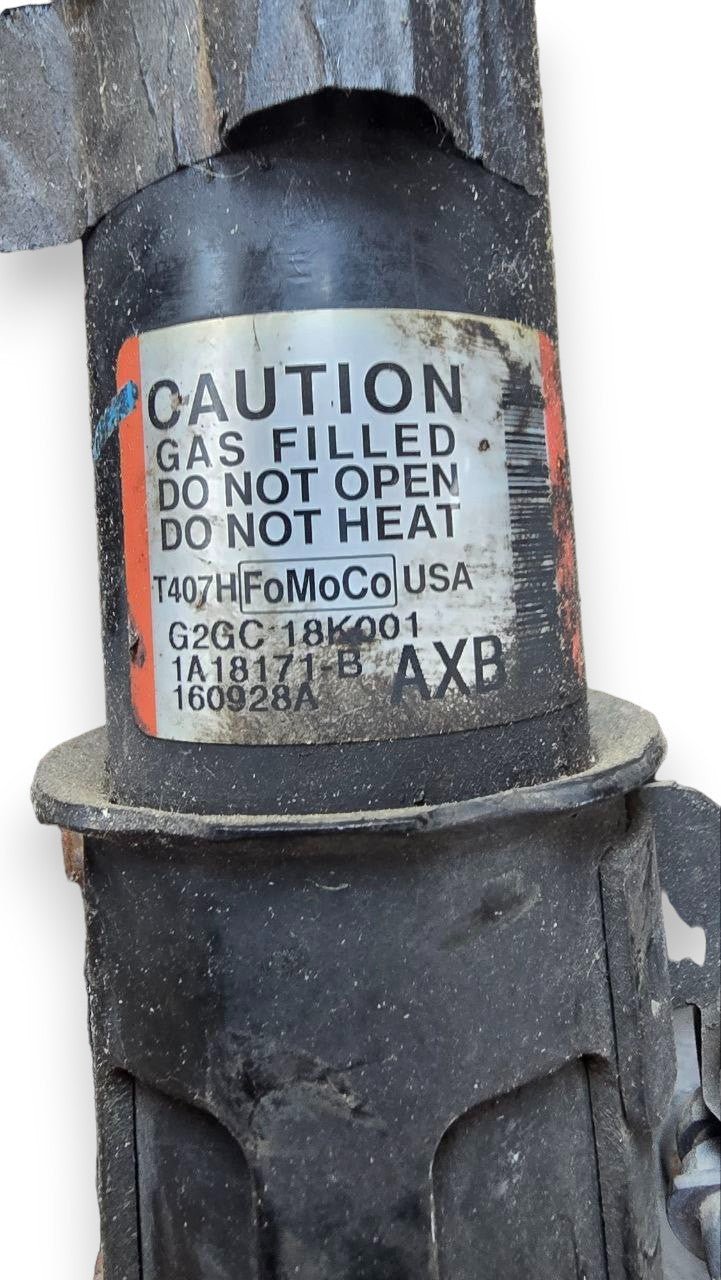 CAUTION
GAS FILLED
DO NOT OPEN
DO NOT HEAT
T407H FoMoCo USA
G2GC 18K001
1A18171-B AXB
160928A